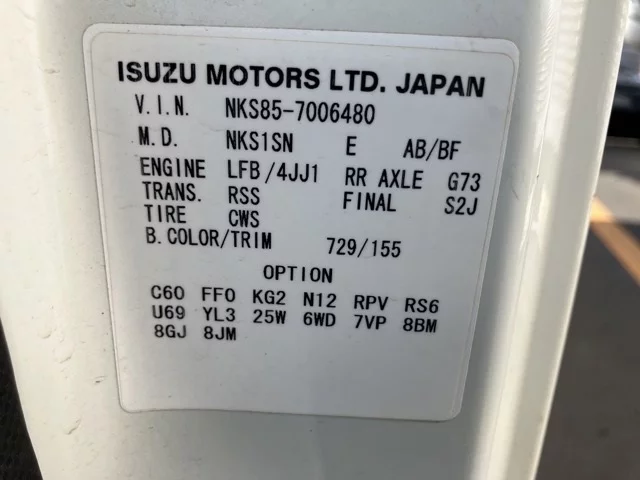 ISUZU MOTORS LTD. JAPAN
V.I.N. NKS85-7006480
M.D. NKS1SN E AB/BF
ENGINE LFB/4JJ1 RR AXLE G73
TRANS. RSS FINAL S2J
TIRE CWS
B.COLOR/TRIM 729/155
OPTION
C60 FF0 KG2 N12 RPV RS6
U69 YL3 25W 6WD 7VP 8BM
8GJ 8JM